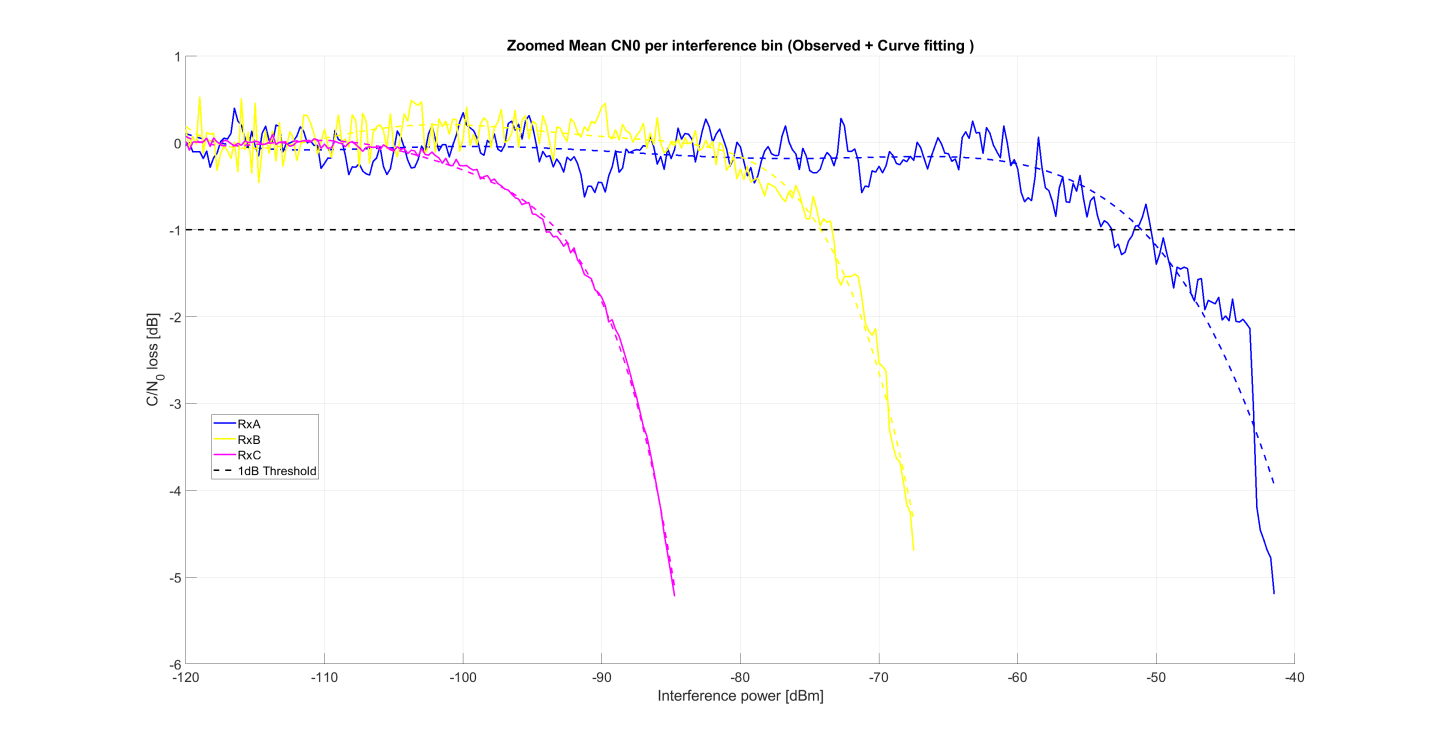 Zoomed Mean CN0 per interference bin (Observed + Curve fitting )
1
0
-1
-2
-3
-4
-5
-6
C/N0 loss [dB]
RxA
RxB
RxC
1dB Threshold
-120 -110 -100 -90 -80 -70 -60 -50 -40
Interference power [dBm]